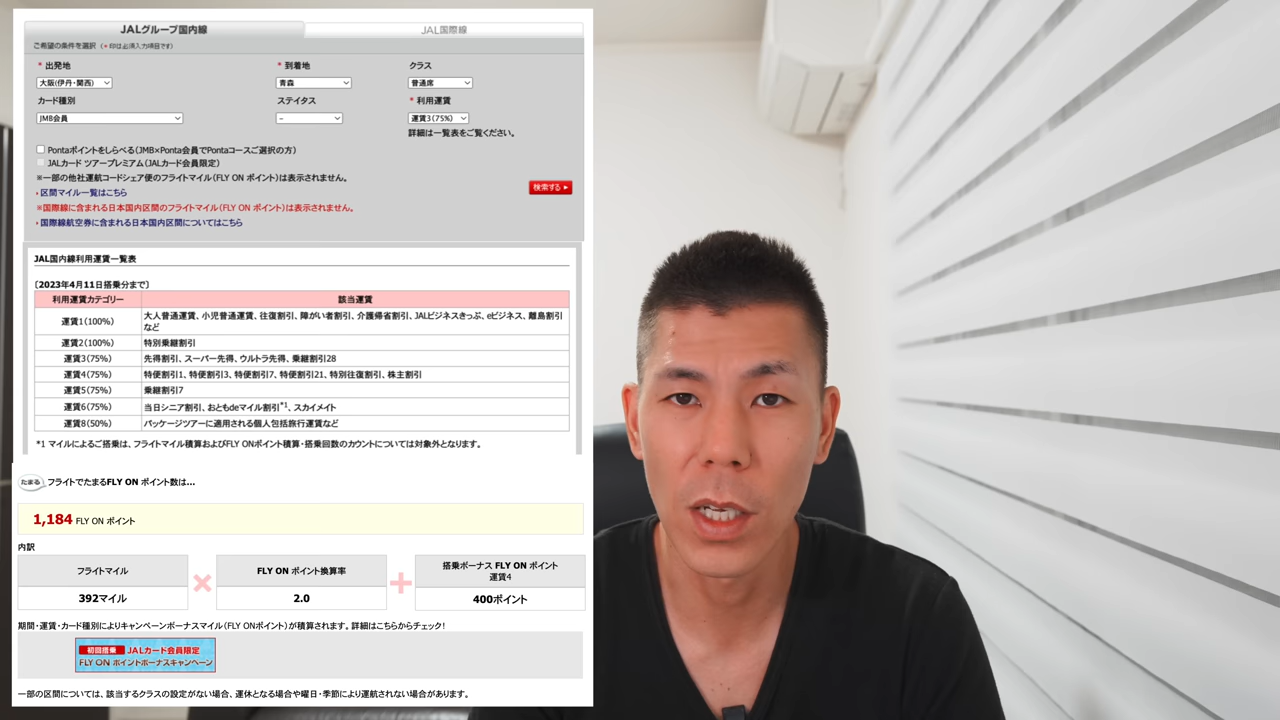 JALグループ国内線
JAL国際線
ご希望の条件を選択 (*印は必須入力項目です)
* 出発地
* 到着地
クラス
大阪(伊丹・関西)
青森
普通席
カード種別
ステイタス
* 利用運賃
JMB会員
–
運賃3(75%)
詳細は一覧表をご覧ください。
Pontaポイントをしらべる(JMB×Ponta会員でPontaコースご選択の方)
JALカード ツアープレミアム(JALカード会員限定)
※一部の他社運航コードシェア便のフライトマイル(FLY ON ポイント)は表示されません。
検索する
区間マイル一覧はこちら
※国際線に含まれる日本国内区間のフライトマイル(FLY ON ポイント)は表示されません。
国際線航空券に含まれる日本国内区間についてはこちら
JAL国内線利用運賃一覧表
〔2023年4月11日搭乗分まで〕
利用運賃カテゴリー 該当運賃
運賃1(100%) 大人普通運賃、小児普通運賃、往復割引、障がい者割引、介護帰省割引、JALビジネスきっぷ、eビジネス、離島割引
など
運賃2(100%) 特別乗継割引
運賃3(75%) 先得割引、スーパー先得、ウルトラ先得、乗継割引28
運賃4(75%) 特便割引1、特便割引3、特便割引7、特便割引21、特別往復割引、株主割引
運賃5(75%) 乗継割引7
運賃6(75%) 当日シニア割引、おともdeマイル割引*1、スカイメイト
運賃8(50%) パッケージツアーに適用される個人包括旅行運賃など
*1 マイルによるご搭乗は、フライトマイル積算およびFLY ONポイント積算・搭乗回数のカウントについては対象外となります。
たまる フライトでたまるFLY ON ポイント数は...
1,184 FLY ON ポイント
内訳
フライトマイル
FLY ON ポイント換算率
搭乗ボーナス FLY ON ポイント
運賃4
×
+
392マイル
2.0
400ポイント
期間・運賃・カード種別によりキャンペーンボーナスマイル(FLY ONポイント)が積算されます。詳細はこちらからチェック!
初回搭乗 JALカード会員限定
FLY ON ポイントボーナスキャンペーン
一部の区間については、該当するクラスの設定がない場合、運休となる場合や曜日・季節により運航されない場合があります。